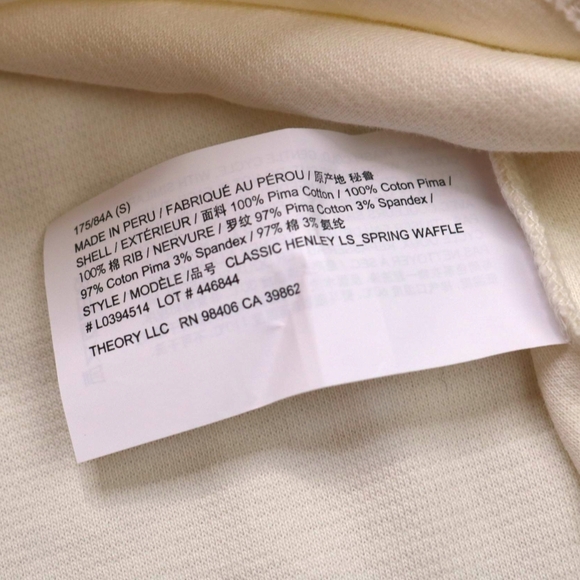 175/84A (S)
MADE IN PERU / FABRIQUÉ AU PÉROU / 原产地 秘鲁
SHELL / EXTÉRIEUR / 面料 100% Pima Cotton / 100% Coton Pima /
100% 棉 RIB / NERVURE / 罗纹 97% Pima Cotton 3% Spandex /
97% Coton Pima 3% Spandex / 97% 棉 3% 氨纶
STYLE / MODÈLE /品号 CLASSIC HENLEY LS_SPRING WAFFLE
# L0394514 LOT # 446844
THEORY LLC RN 98406 CA 39862